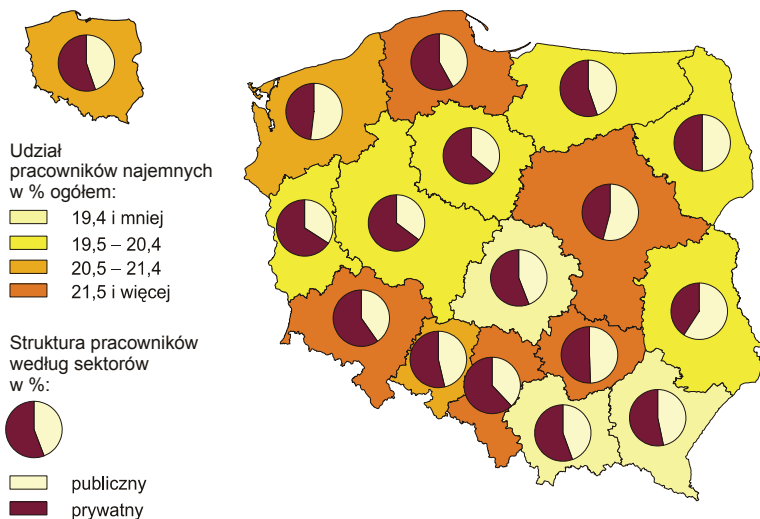 Udział
pracowników najemnych
w % ogółem:
19,4 i mniej
19,5 – 20,4
20,5 – 21,4
21,5 i więcej
Struktura pracowników
według sektorów
w %:
publiczny
prywatny